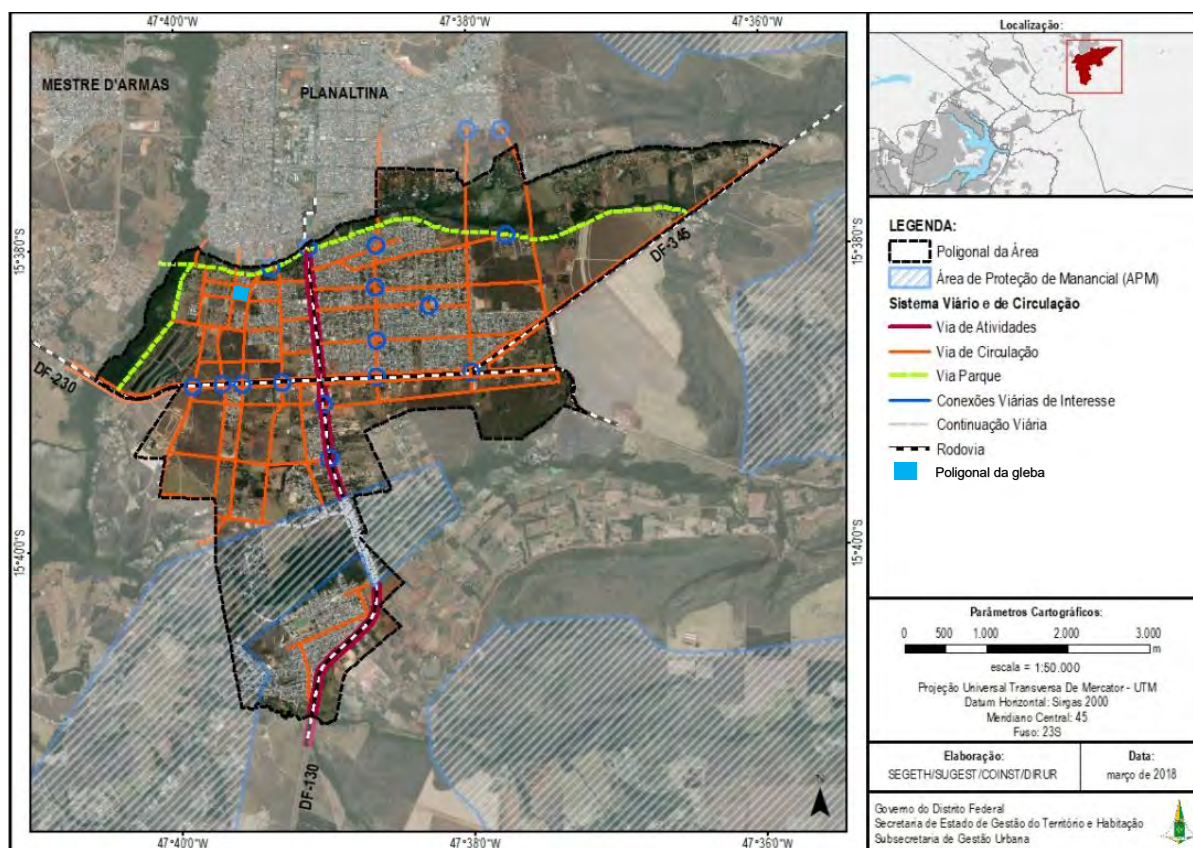 47°40'0"W
47°38'0"W
47°36'0"W
MESTRE D'ARMAS
PLANALTINA
15°38'0"S
15°38'0"S
DF-345
DF-230
15°40'0"S
15°40'0"S
DF-130
N
47°40'0"W
47°38'0"W
47°36'0"W
Localização:
LEGENDA:
Poligonal da Área
Área de Proteção de Manancial (APM)
Sistema Viário e de Circulação
Via de Atividades
Via de Circulação
Via Parque
Conexões Viárias de Interesse
Continuação Viária
Rodovia
Poligonal da gleba
Parâmetros Cartográficos:
0 500 1.000 2.000 3.000
m
escala = 1:50.000
Projeção Universal Transversa De Mercator - UTM
Datum Horizontal: Sirgas 2000
Meridiano Central: 45
Fuso: 23S
Elaboração:
SEGETH/SUGEST/COINST/DIRUR
Data:
março de 2018
Governo do Distrito Federal
Secretaria de Estado de Gestão do Território e Habitação
Subsecretaria de Gestão Urbana